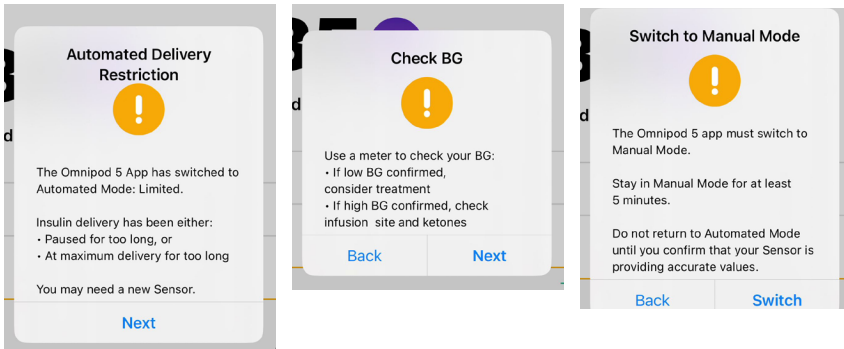 Automated Delivery
Restriction
The Omnipod 5 App has switched to
Automated Mode: Limited.
Insulin delivery has been either:
• Paused for too long, or
• At maximum delivery for too long
You may need a new Sensor.
Next
Check BG
Use a meter to check your BG:
• If low BG confirmed,
consider treatment
• If high BG confirmed, check
infusion site and ketones
Back
Next
Switch to Manual Mode
The Omnipod 5 app must switch to
Manual Mode.
Stay in Manual Mode for at least
5 minutes.
Do not return to Automated Mode
until you confirm that your Sensor is
providing accurate values.
Back
Switch